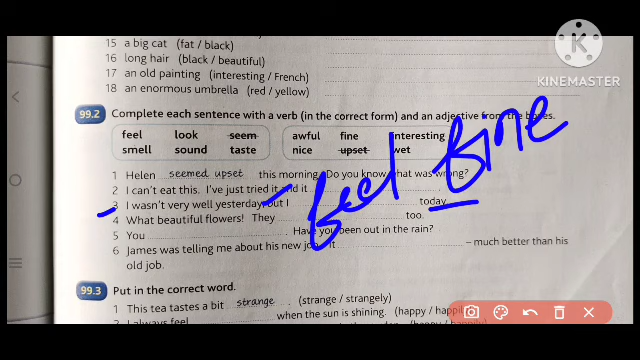 15 a big cat (fat / black)
16 long hair (black / beautiful)
17 an old painting (interesting / French)
18 an enormous umbrella (red / yellow)
KINEMASTER
99.2 Complete each sentence with a verb (in the correct form) and an adjective from the boxes.
feel look seem awful fine interesting
smell sound taste nice upset wet
1 Helen seemed upset this morning. Do you know what was wrong?
2 I can't eat this. I've just tried it and it
3 I wasn't very well yesterday, but I today
feel fine
4 What beautiful flowers! They too.
5 You . Have you been out in the rain?
6 James was telling me about his new job. It – much better than his
old job.
99.3 Put in the correct word.
1 This tea tastes a bit strange . (strange / strangely)
2 I always feel when the sun is shining. (happy / happily)